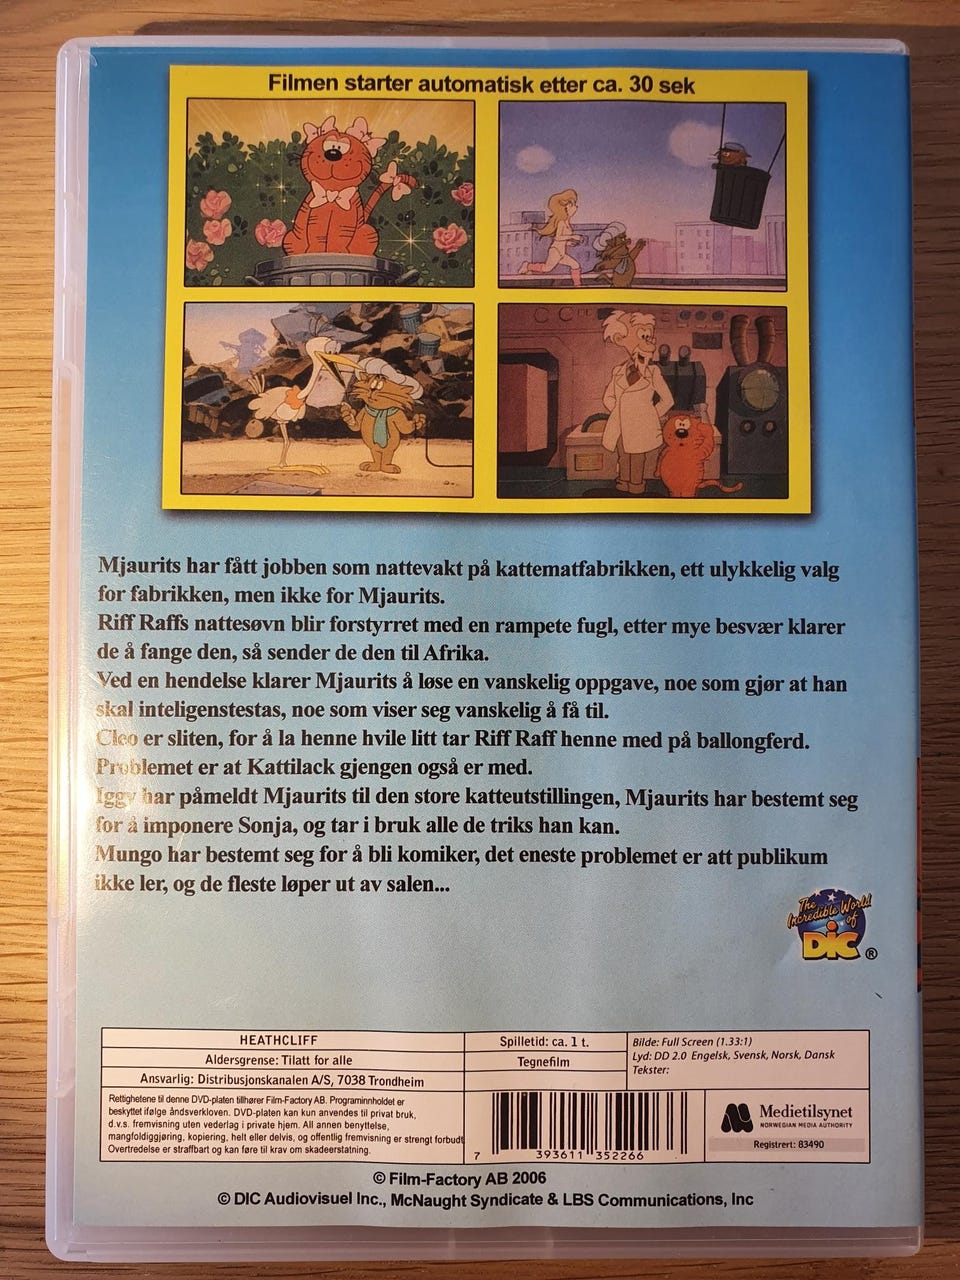 Filmen starter automatisk etter ca. 30 sek
Mjaurits har fått jobben som nattevakt på kattematfabrikken, ett ulykkelig valg
for fabrikken, men ikke for Mjaurits.
Riff Raffs nattesøvn blir forstyrret med en rampete fugl, etter mye besvær klarer
de å fange den, så sender de den til Afrika.
Ved en hendelse klarer Mjaurits å løse en vanskelig oppgave, noe som gjør at han
skal inteligenstestas, noe som viser seg vanskelig å få til.
Cleo er sliten, for å la henne hvile litt tar Riff Raff henne med på ballongferd.
Problemet er at Kattilack gjengen også er med.
Iggy har påmeldt Mjaurits til den store katteutstillingen, Mjaurits har bestemt seg
for å imponere Sonja, og tar i bruk alle de triks han kan.
Mungo har bestemt seg for å bli komiker, det eneste problemet er att publikum
ikke ler, og de fleste løper ut av salen...
The
Incredible World
of
DiC ®
HEATHCLIFF
Aldersgrense: Tilatt for alle
Ansvarlig: Distribusjonskanalen A/S, 7038 Trondheim
Spilletid: ca. 1 t.
Tegnefilm
Bilde: Full Screen (1.33:1)
Lyd: DD 2.0 Engelsk, Svensk, Norsk, Dansk
Tekster:
Rettighetene til denne DVD-platen tillhører Film-Factory AB. Programinnholdet er
beskyttet ifølge åndsverkloven. DVD-platen kan kun anvendes til privat bruk,
d.v.s. fremvisning uten vederlag i private hjem. All annen benyttelse,
mangfoldiggjøring, kopiering, helt eller delvis, og offentlig fremvisning er strengt forbudt
Overtredelse er straffbart og kan føre til krav om skadeerstatning.
7 393611 352266
Medietilsynet
NORWEGIAN MEDIA AUTHORITY
Registrert: 83490
© Film-Factory AB 2006
© DIC Audiovisuel Inc., McNaught Syndicate & LBS Communications, Inc